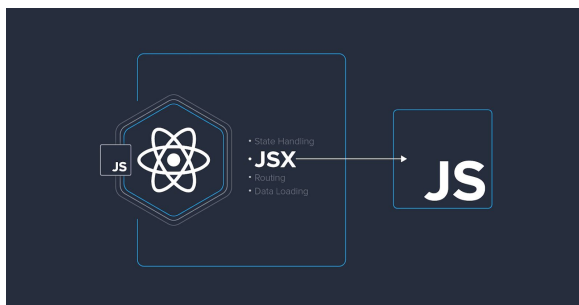 JS
• State Handling
• JSX
• Routing
• Data Loading
JS